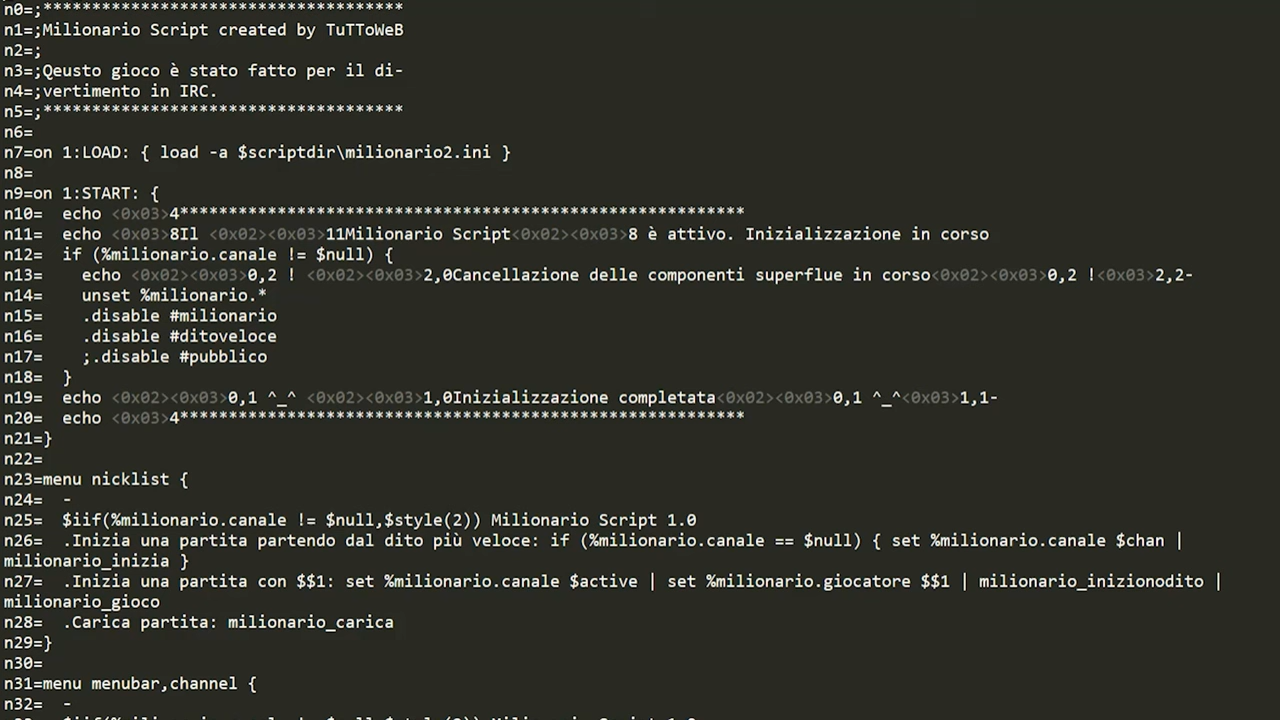 n0=;*************************************
n1=;Milionario Script created by TuTToWeB
n2=;
n3=;Qeusto gioco è stato fatto per il di-
n4=;vertimento in IRC.
n5=;*************************************
n6=
n7=on 1:LOAD: { load -a $scriptdir\milionario2.ini }
n8=
n9=on 1:START: {
n10=  echo <0x03>4**********************************************************
n11=  echo <0x03>8Il <0x02><0x03>11Milionario Script<0x02><0x03>8 è attivo. Inizializzazione in corso
n12=  if (%milionario.canale != $null) {
n13=    echo <0x02><0x03>0,2 ! <0x02><0x03>2,0Cancellazione delle componenti superflue in corso<0x02><0x03>0,2 !<0x03>2,2-
n14=    unset %milionario.*
n15=    .disable #milionario
n16=    .disable #ditoveloce
n17=    ;.disable #pubblico
n18=  }
n19=  echo <0x02><0x03>0,1 ^_^ <0x02><0x03>1,0Inizializzazione completata<0x02><0x03>0,1 ^_^<0x03>1,1-
n20=  echo <0x03>4**********************************************************
n21=}
n22=
n23=menu nicklist {
n24=  -
n25=  $iif(%milionario.canale != $null,$style(2)) Milionario Script 1.0
n26=  .Inizia una partita partendo dal dito più veloce: if (%milionario.canale == $null) { set %milionario.canale $chan |
milionario_inizia }
n27=  .Inizia una partita con $$1: set %milionario.canale $active | set %milionario.giocatore $$1 | milionario_inizionodito |
milionario_gioco
n28=  .Carica partita: milionario_carica
n29=}
n30=
n31=menu menubar,channel {
n32=  -